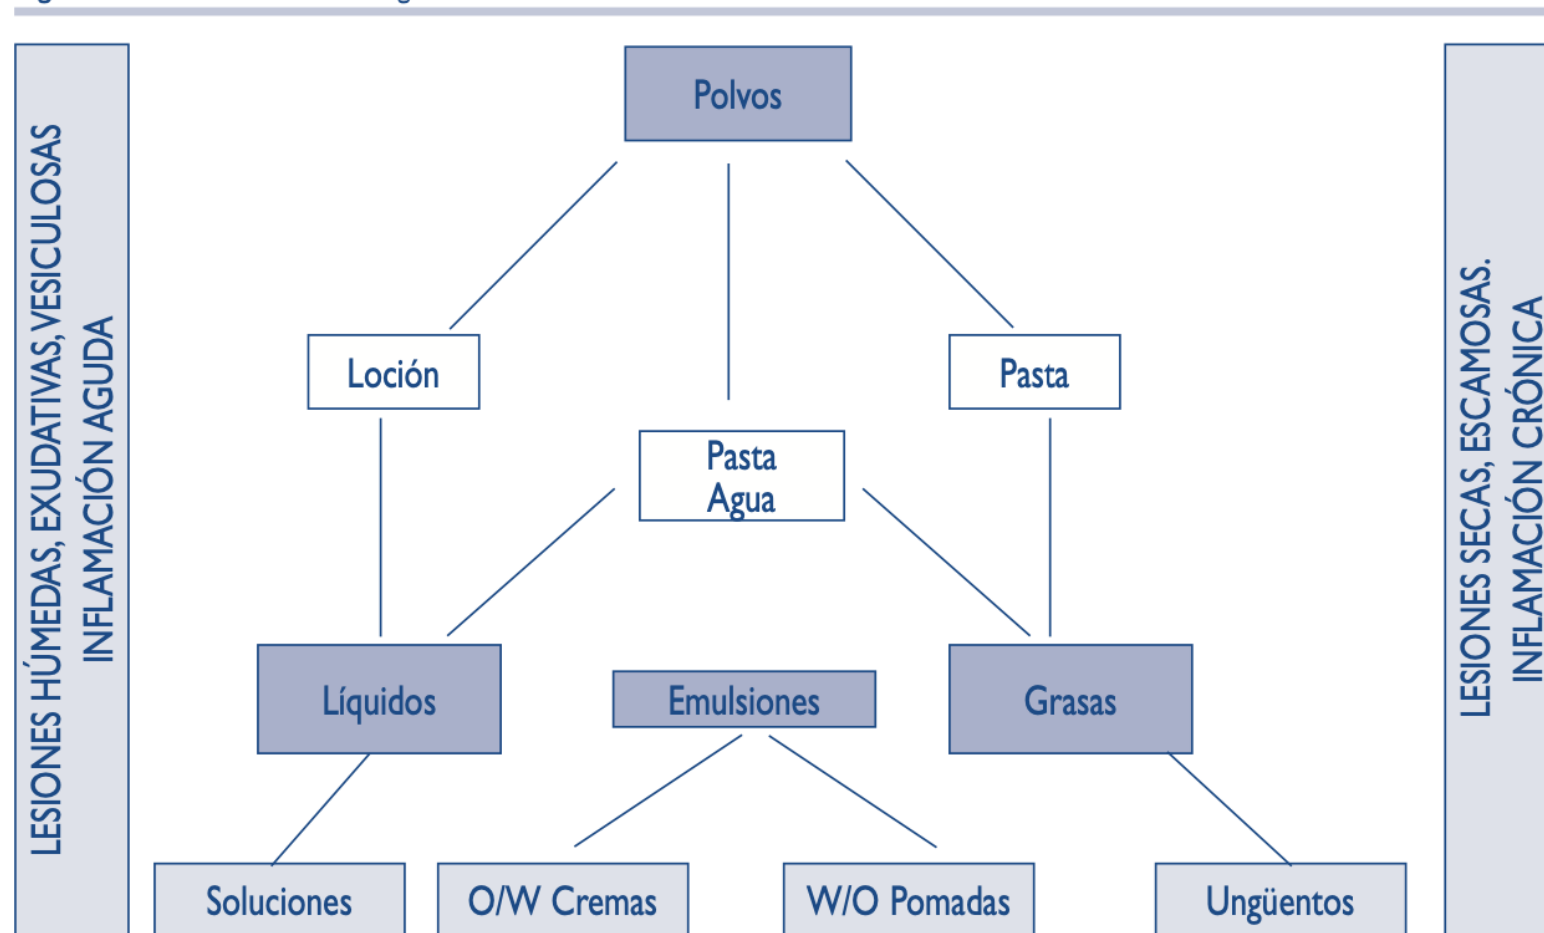 LESIONES HÚMEDAS, EXUDATIVAS, VESICULOSAS
INFLAMACIÓN AGUDA
Polvos
Loción
Pasta
Pasta
Agua
Líquidos
Emulsiones
Grasas
Soluciones
O/W Cremas
W/O Pomadas
Ungüentos
LESIONES SECAS, ESCAMOSAS.
INFLAMACIÓN CRÓNICA